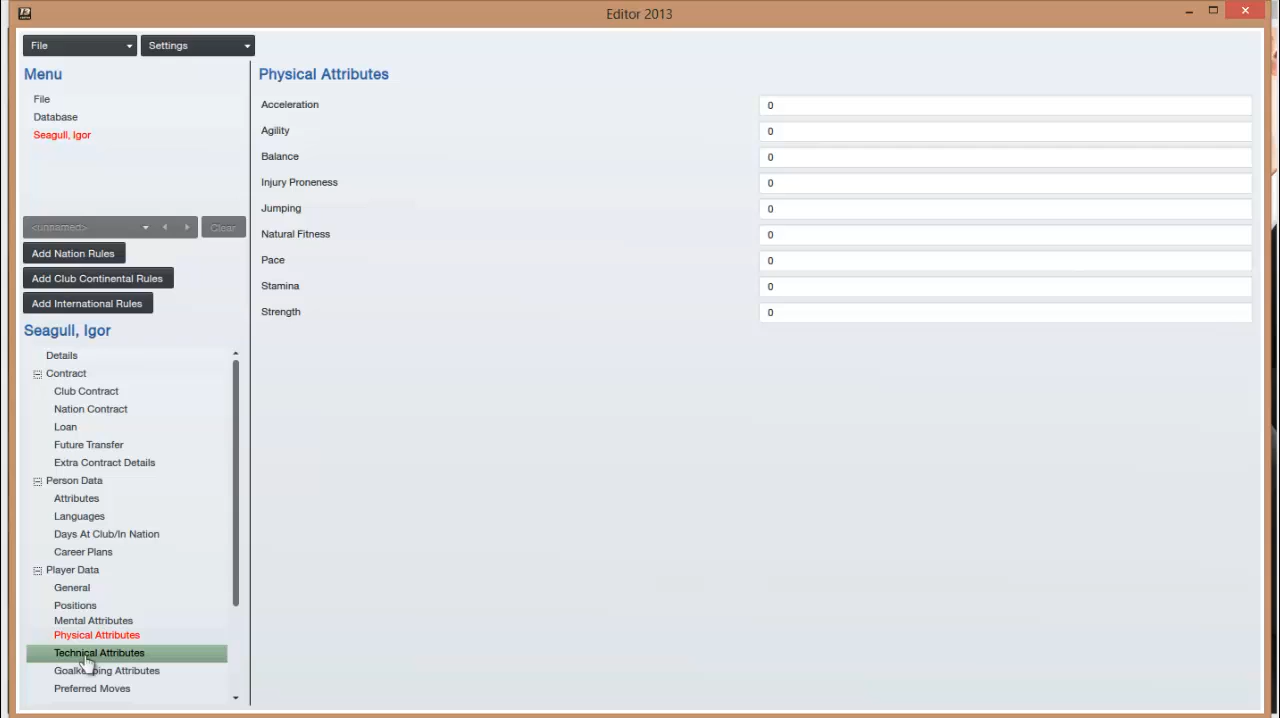 Editor 2013
File
Settings
Menu
File
Database
Seagull, Igor
<unnamed>
Clear
Add Nation Rules
Add Club Continental Rules
Add International Rules
Seagull, Igor
Details
Contract
Club Contract
Nation Contract
Loan
Future Transfer
Extra Contract Details
Person Data
Attributes
Languages
Days At Club/In Nation
Career Plans
Player Data
General
Positions
Mental Attributes
Physical Attributes
Technical Attributes
Goalkeeping Attributes
Preferred Moves
Physical Attributes
Acceleration 0
Agility 0
Balance 0
Injury Proneness 0
Jumping 0
Natural Fitness 0
Pace 0
Stamina 0
Strength 0